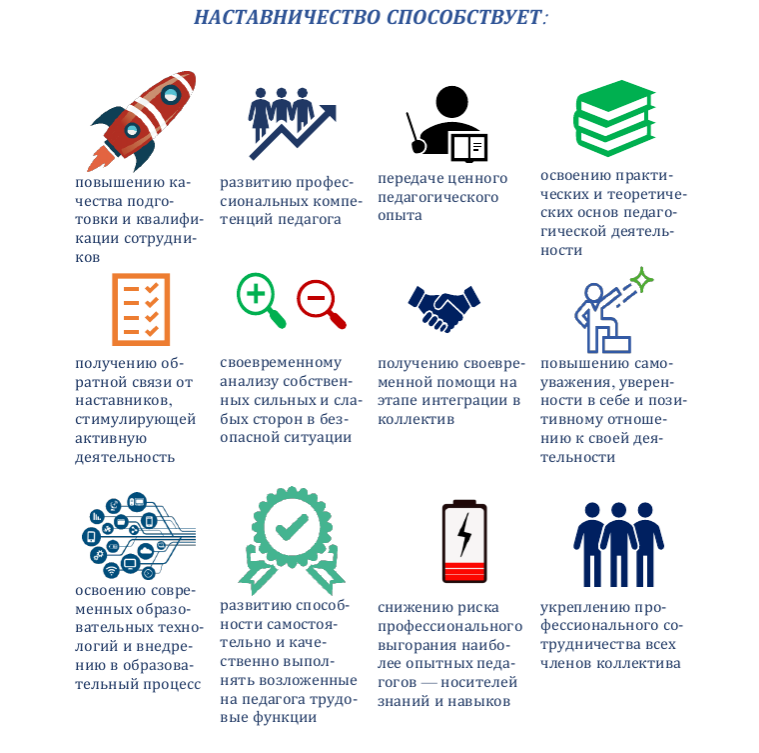 НАСТАВНИЧЕСТВО СПОСОБСТВУЕТ:
повышению ка-
чества подго-
товки и квалифи-
кации сотрудни-
ков
развитию профес-
сиональных компе-
тенций педагога
передаче ценного
педагогического
опыта
освоению практи-
ческих и теоретиче-
ских основ педаго-
гической деятель-
ности
получению об-
ратной связи от
наставников,
стимулирующей
активную
деятельность
своевременному
анализу собствен-
ных сильных и сла-
бых сторон в без-
опасной ситуации
получению своевре-
менной помощи на
этапе интеграции в
коллектив
повышению само-
уважения, уверен-
ности в себе и пози-
тивному отноше-
нию к своей дея-
тельности
освоению совре-
менных образо-
вательных техно-
логий и внедре-
нию в образова-
тельный процесс
развитию способ-
ности самостоя-
тельно и каче-
ственно выпол-
нять возложенные
на педагога трудо-
вые функции
снижению риска
профессионального
выгорания наибо-
лее опытных педа-
гогов — носителей
знаний и навыков
укреплению про-
фессионального со-
трудничества всех
членов коллектива